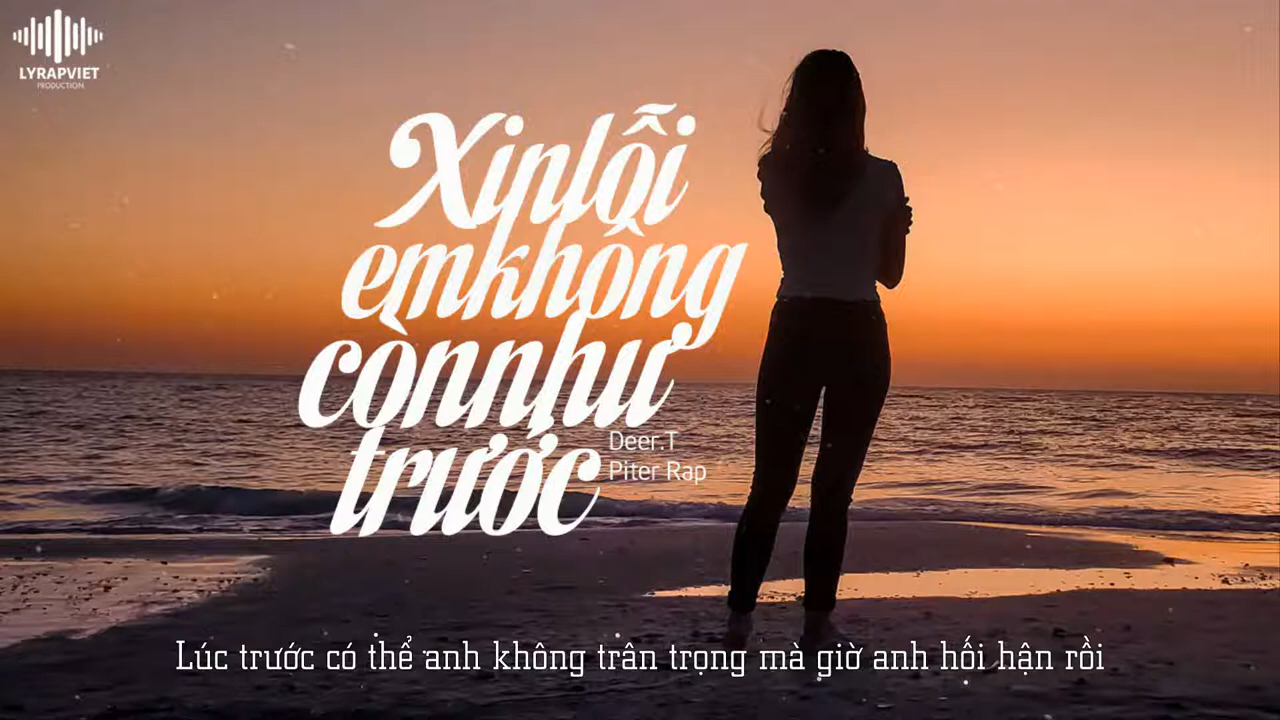 LYRAPVIET
PRODUCTION
Xin lỗi
em không
còn như
trước
Deer.T
Piter Rap
Lúc trước có thể anh không trân trọng mà giờ anh hối hận rồi